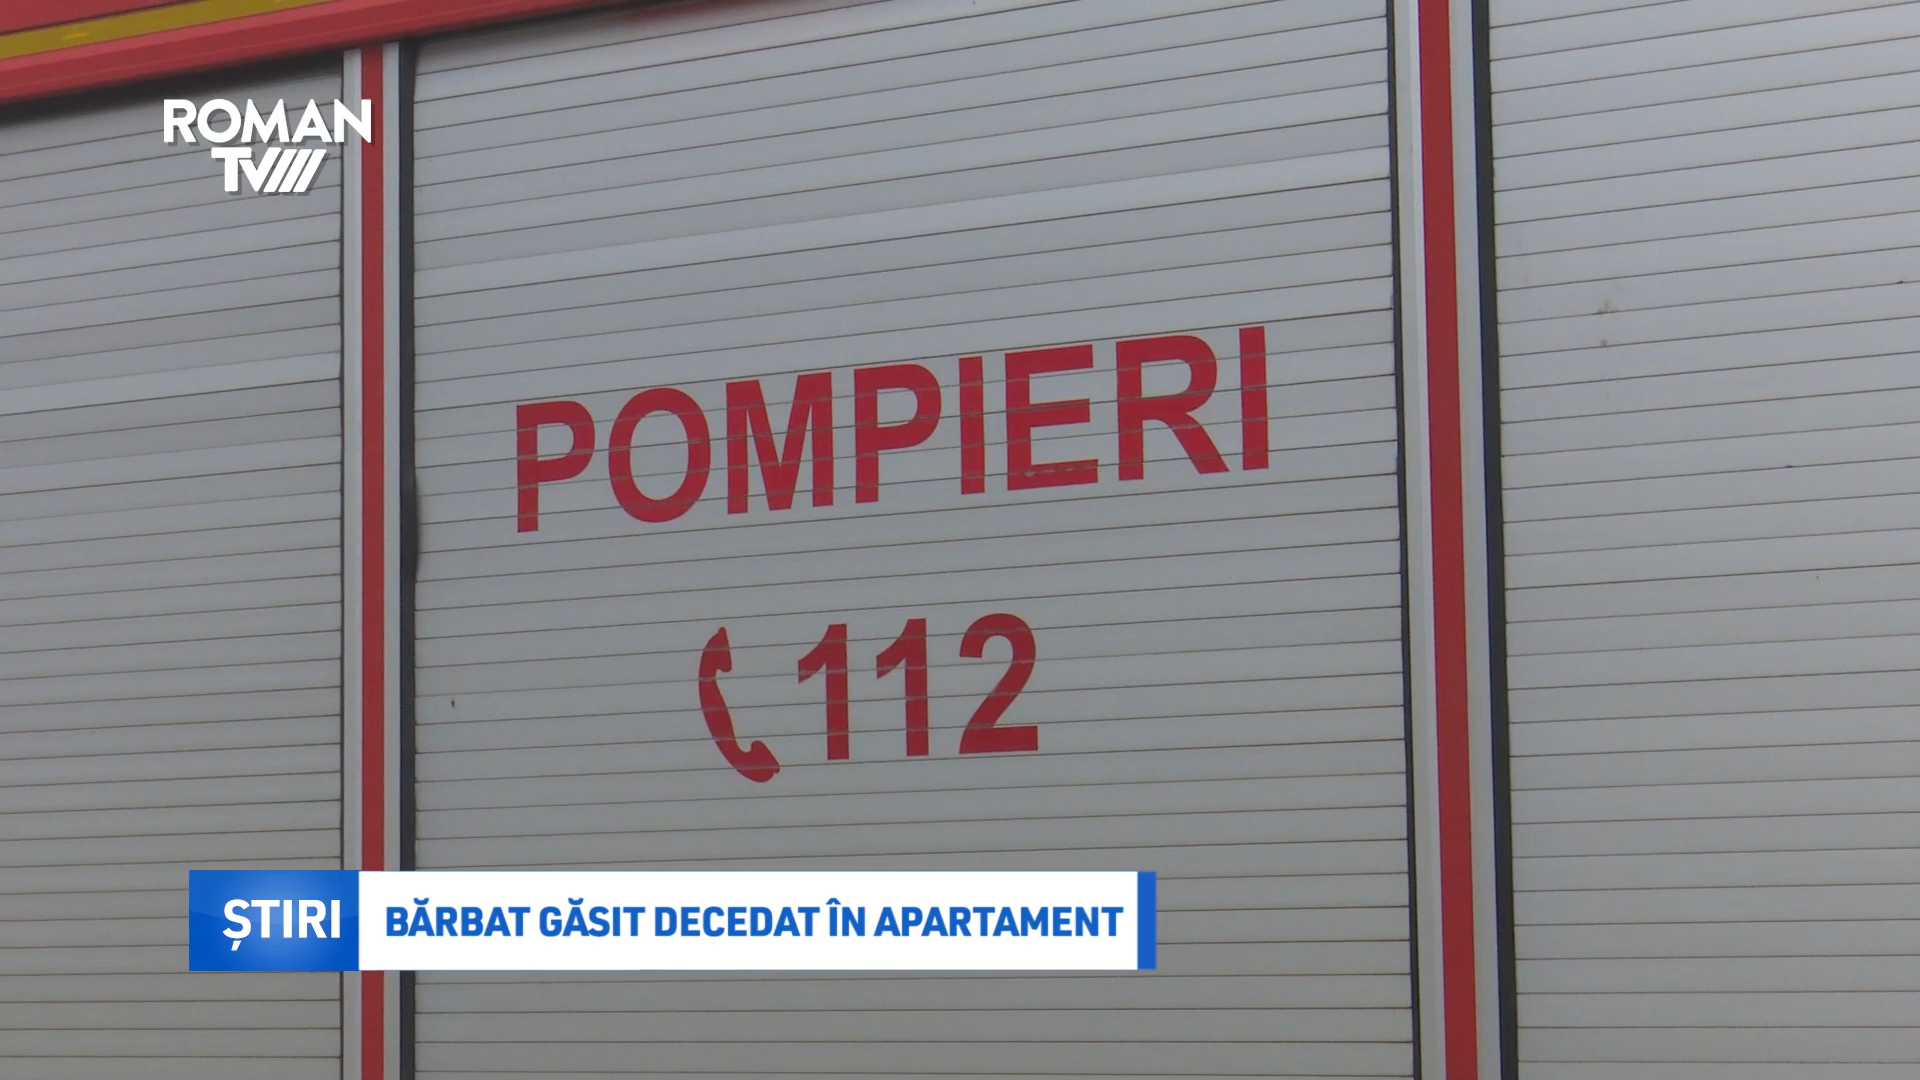 ROMAN
TV
POMPIERI
112
ȘTIRI BĂRBAT GĂSIT DECEDAT ÎN APARTAMENT